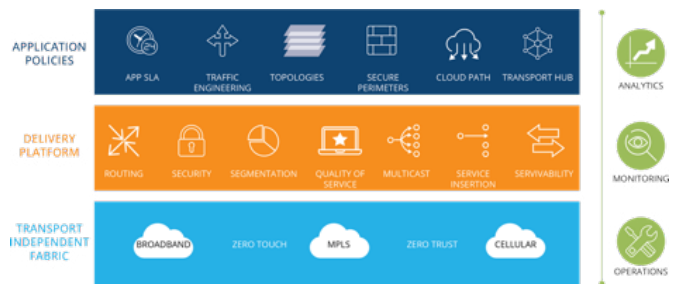 APPLICATION
POLICIES
APP SLA
TRAFFIC
ENGINEERING
TOPOLOGIES
SECURE
PERIMETERS
CLOUD PATH
TRANSPORT HUB
DELIVERY
PLATFORM
ROUTING
SECURITY
SEGMENTATION
QUALITY OF
SERVICE
MULTICAST
SERVICE
INSERTION
SERVIVABILITY
TRANSPORT
INDEPENDENT
FABRIC
BROADBAND
ZERO TOUCH
MPLS
ZERO TRUST
CELLULAR
ANALYTICS
MONITORING
OPERATIONS